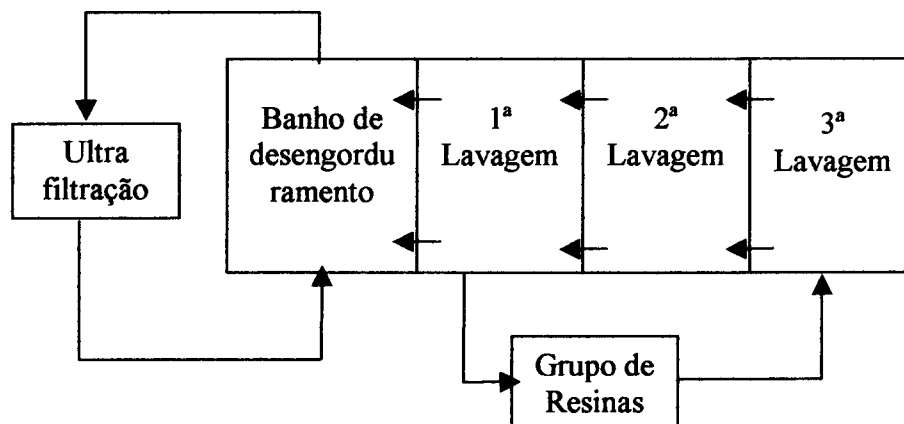 Ultra
filtração
Banho de
desengordu
ramento
1ª
Lavagem
2ª
Lavagem
3ª
Lavagem
Grupo de
Resinas